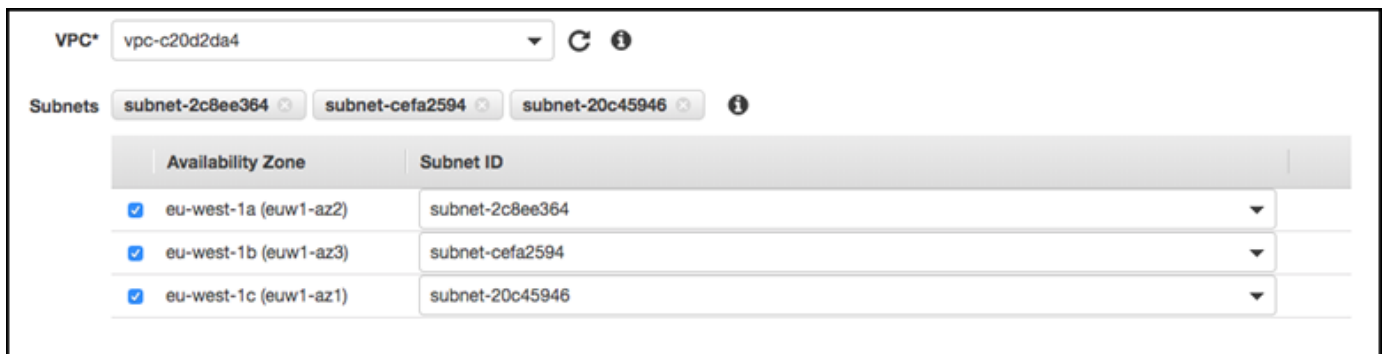 VPC* vpc-c20d2da4
Subnets subnet-2c8ee364 subnet-cefa2594 subnet-20c45946
Availability Zone Subnet ID
eu-west-1a (euw1-az2) subnet-2c8ee364
eu-west-1b (euw1-az3) subnet-cefa2594
eu-west-1c (euw1-az1) subnet-20c45946